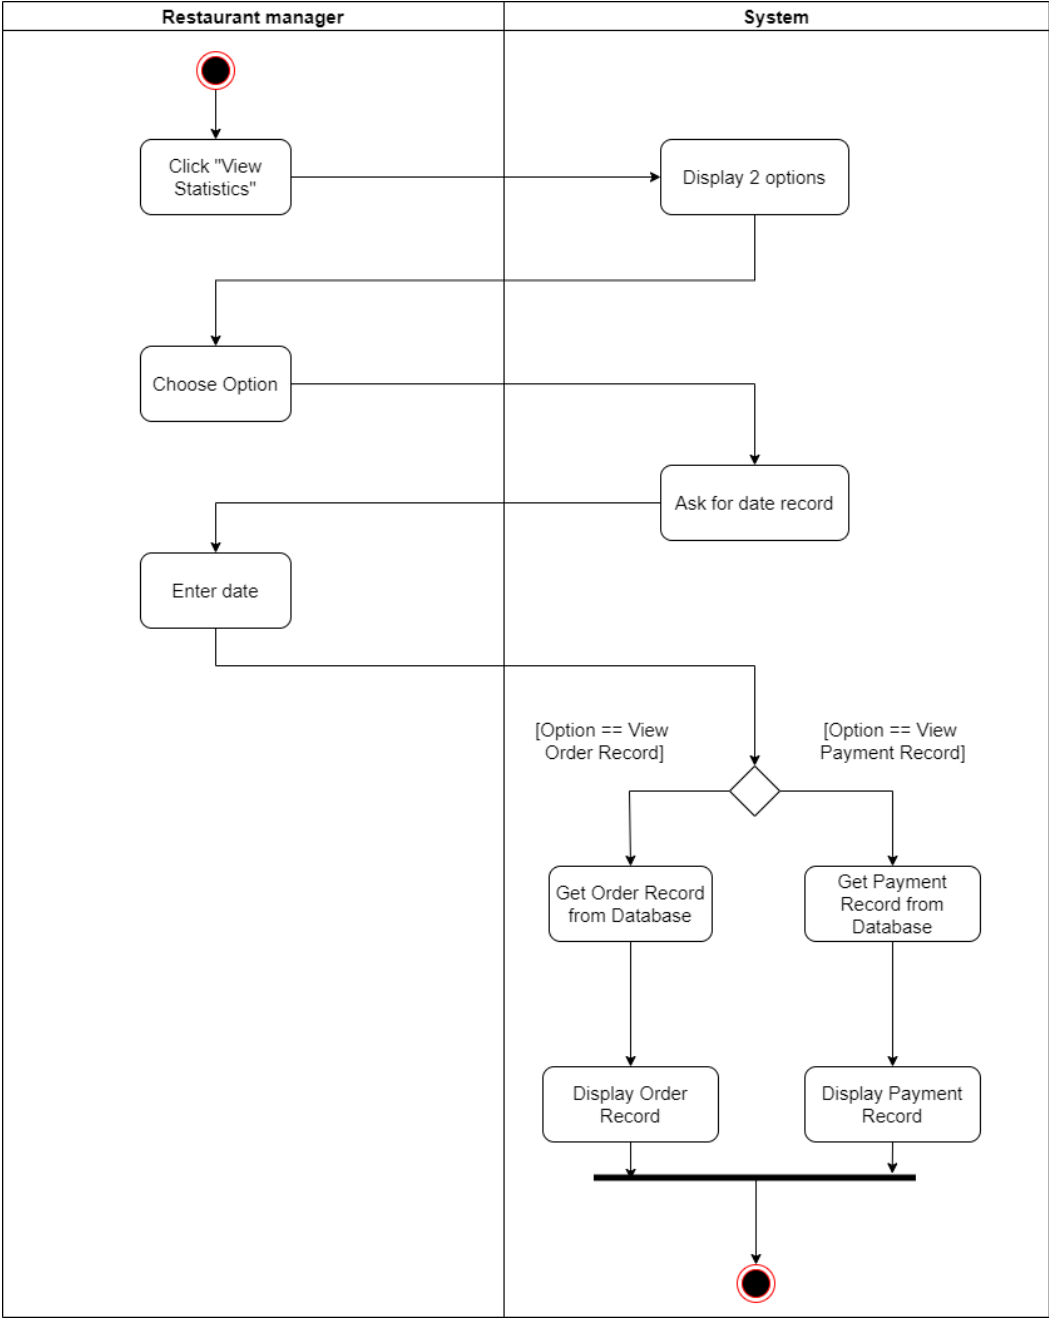 Restaurant manager
System
Click "View
Statistics"
Display 2 options
Choose Option
Ask for date record
Enter date
[Option == View
Order Record]
[Option == View
Payment Record]
Get Order Record
from Database
Get Payment
Record from
Database
Display Order
Record
Display Payment
Record